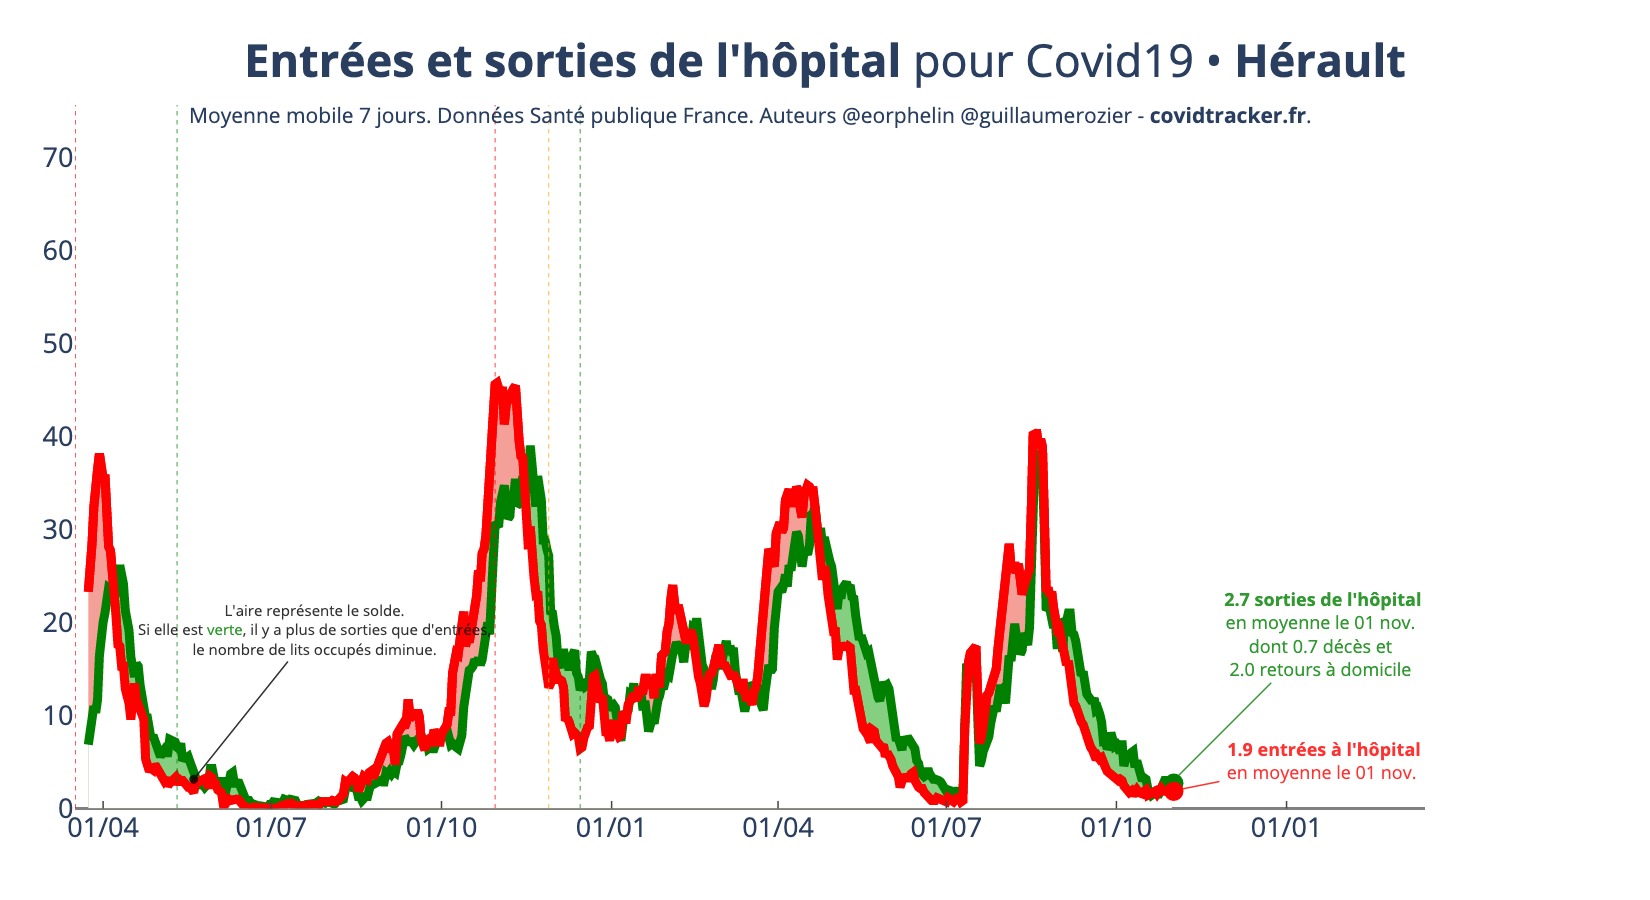 Entrées et sorties de l'hôpital pour Covid19 • Hérault
Moyenne mobile 7 jours. Données Santé publique France. Auteurs @eorphelin @guillaumerozier - covidtracker.fr.
70
60
50
40
30
20
10
0
L'aire représente le solde.
Si elle est verte, il y a plus de sorties que d'entrées,
le nombre de lits occupés diminue.
2.7 sorties de l'hôpital
en moyenne le 01 nov.
dont 0.7 décès et
2.0 retours à domicile
1.9 entrées à l'hôpital
en moyenne le 01 nov.
01/04 01/07 01/10 01/01 01/04 01/07 01/10 01/01